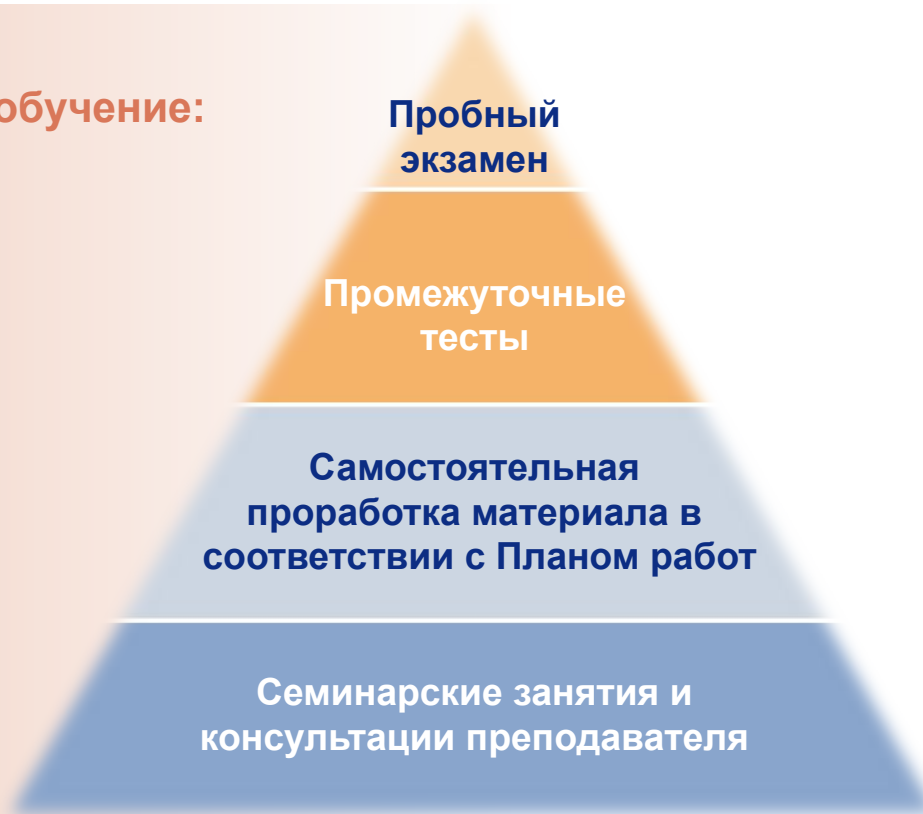 обучение:
Пробный
экзамен
Промежуточные
тесты
Самостоятельная
проработка материала в
соответствии с Планом работ
Семинарские занятия и
консультации преподавателя